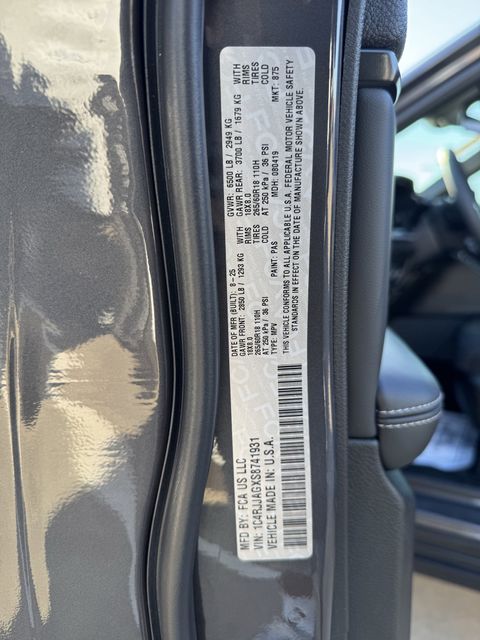 MFD BY: FCA US LLC
DATE OF MFR (BUILT): 8-25
GVWR: 6500 LB / 2949 KG
GAWR FRONT: 2850 LB / 1293 KG
GAWR REAR: 3700 LB / 1679 KG
WITH
18X8.0
18X8.0
RIMS
265/60R18 110H
265/60R18 110H
TIRES
AT 250 kPa / 36 PSI
COLD
AT 250 kPa / 36 PSI
COLD
VIN: 1C4RJJAGXS8741931
TYPE: MPV
PAINT: PAS
MDH: 080419
MKT: 875
VEHICLE MADE IN: U.S.A.
THIS VEHICLE CONFORMS TO ALL APPLICABLE U.S.A. FEDERAL MOTOR VEHICLE SAFETY
STANDARDS IN EFFECT ON THE DATE OF MANUFACTURE SHOWN ABOVE.